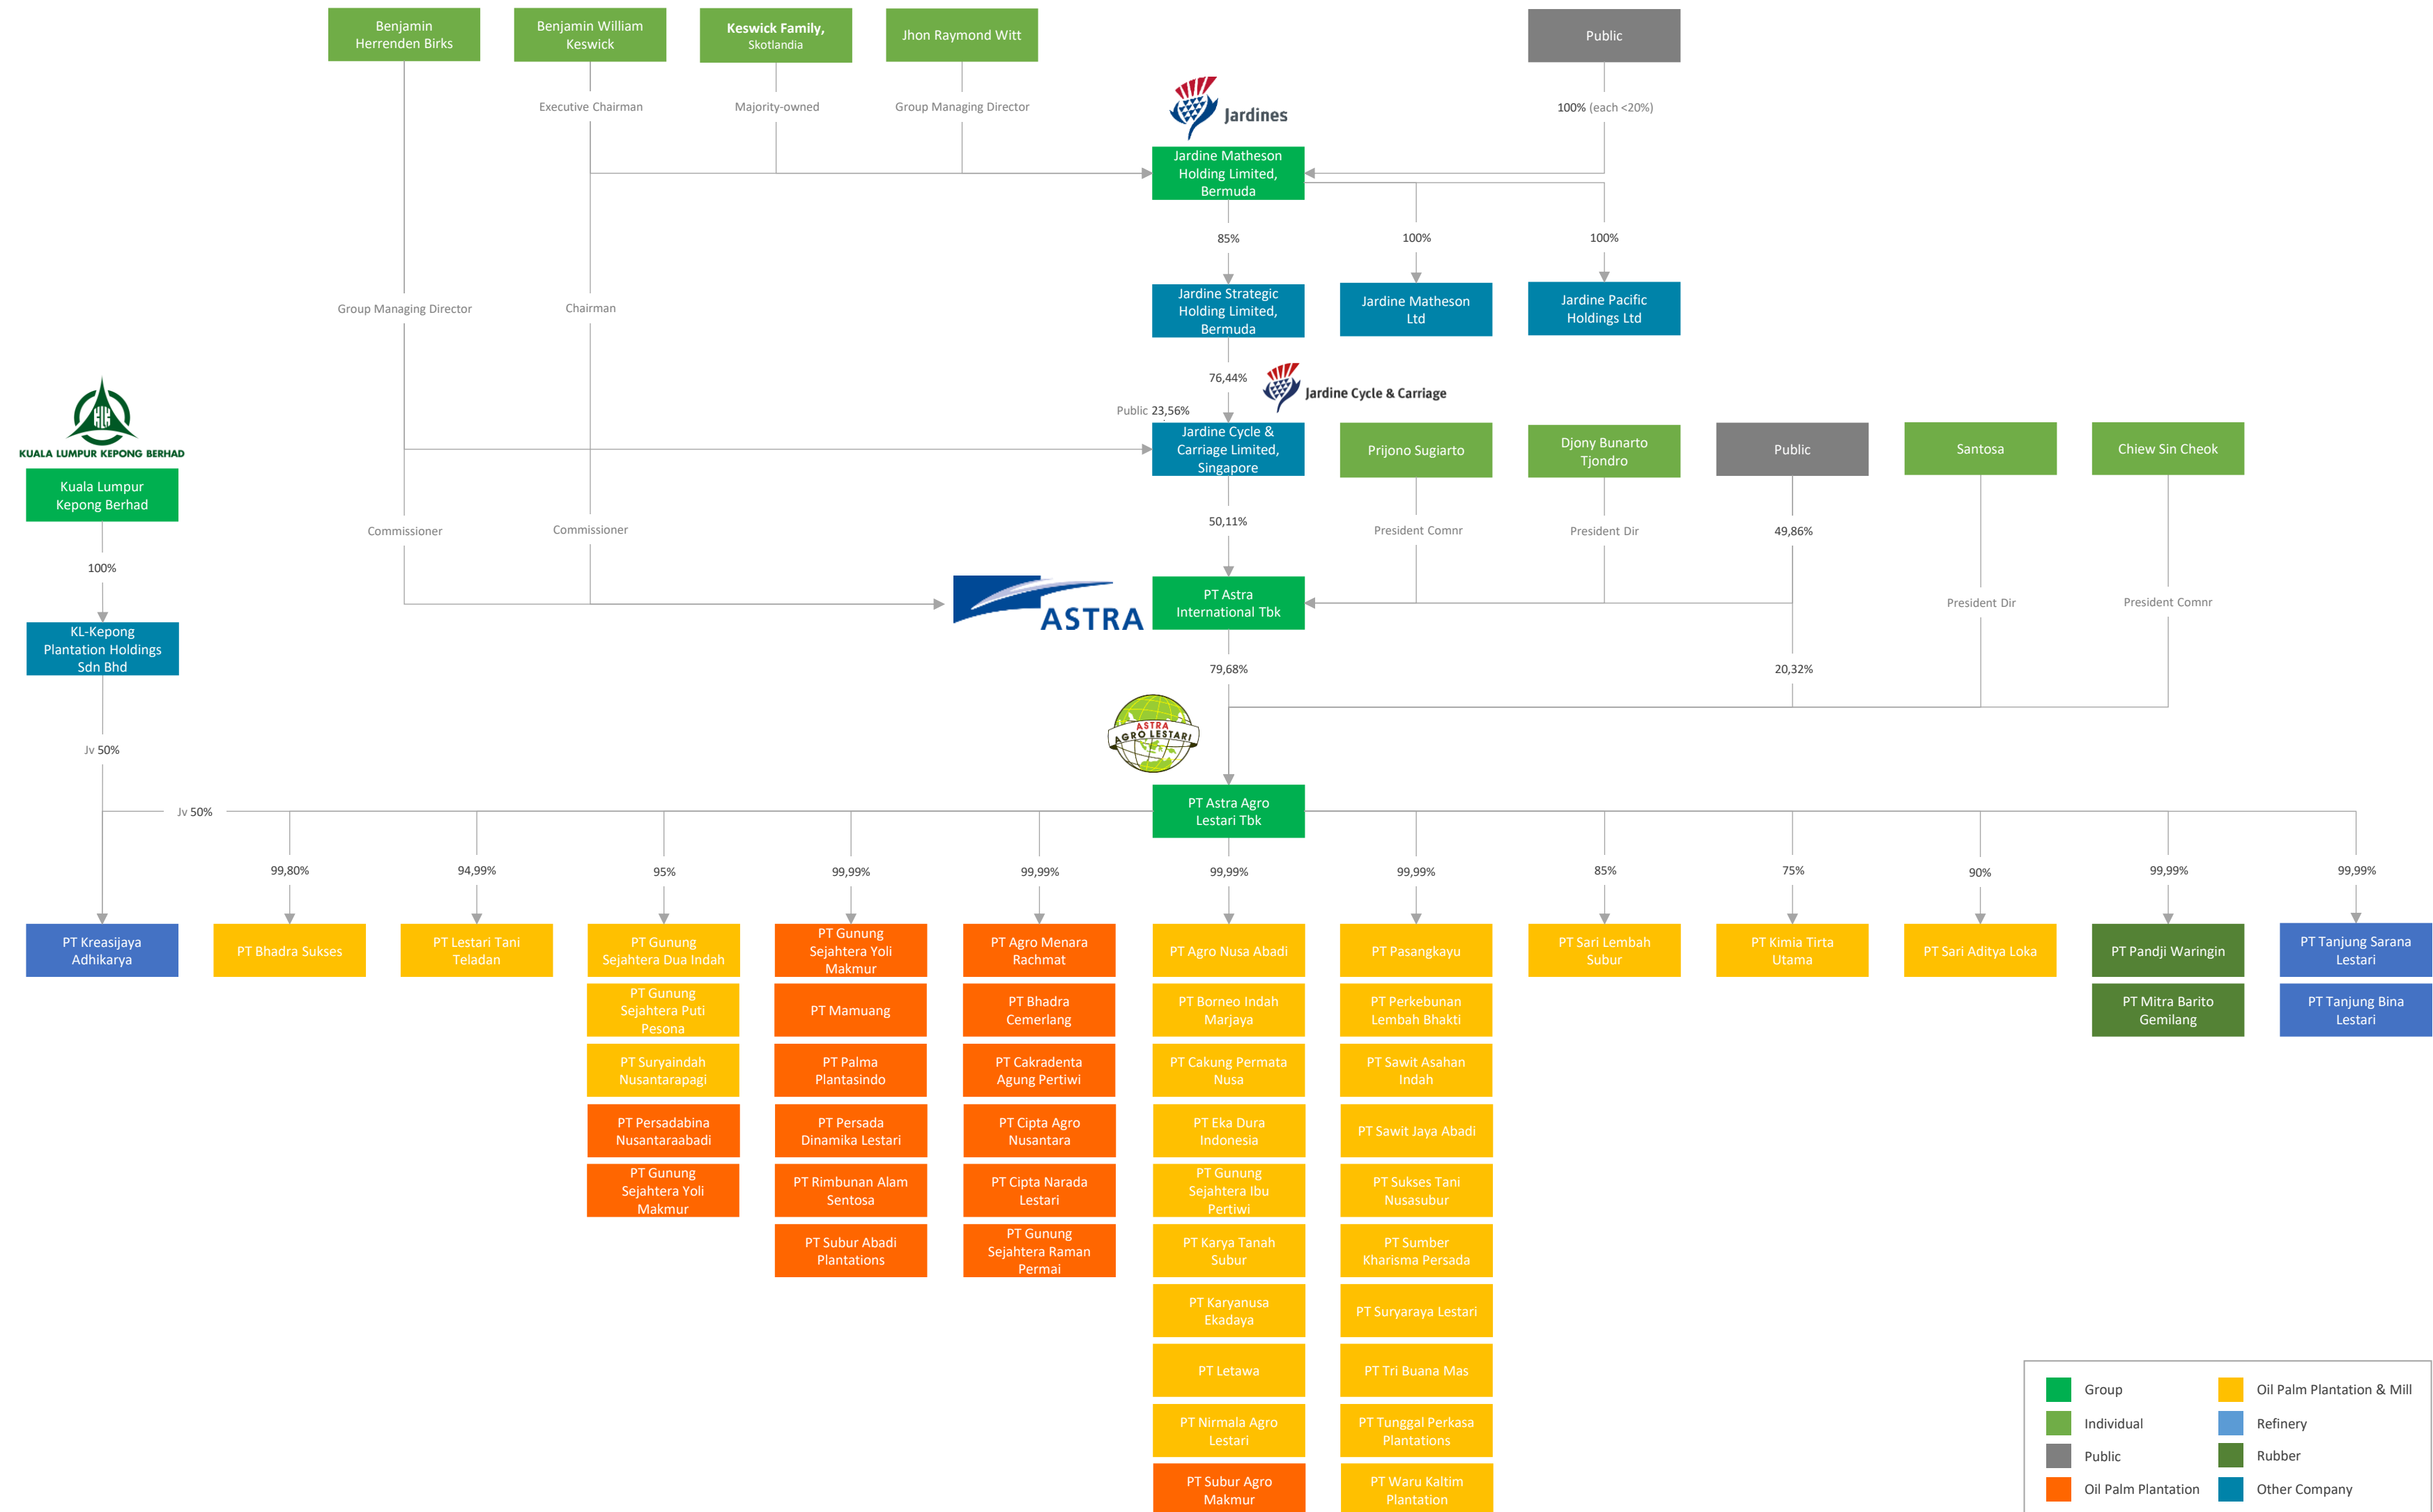 Benjamin
Herrenden Birks
Benjamin William
Keswick
Keswick Family,
Skotlandia
Jhon Raymond Witt
Public
Executive Chairman
Majority-owned
Group Managing Director
100% (each <20%)
Jardines
Jardine Matheson
Holding Limited,
Bermuda
85%
100%
100%
Group Managing Director
Chairman
Jardine Strategic
Holding Limited,
Bermuda
Jardine Matheson
Ltd
Jardine Pacific
Holdings Ltd
76,44%
Jardine Cycle & Carriage
Public 23,56%
KLK
KUALA LUMPUR KEPONG BERHAD
Kuala Lumpur
Kepong Berhad
Jardine Cycle &
Carriage Limited,
Singapore
Prijono Sugiarto
Djony Bunarto
Tjondro
Public
Santosa
Chiew Sin Cheok
Commissioner
Commissioner
50,11%
President Comnr
President Dir
49,86%
100%
ASTRA
PT Astra
International Tbk
President Dir
President Comnr
KL-Kepong
Plantation Holdings
Sdn Bhd
79,68%
20,32%
Jv 50%
ASTRA
AGRO LESTARI
PT Astra Agro
Lestari Tbk
Jv 50%
99,80%
94,99%
95%
99,99%
99,99%
99,99%
99,99%
85%
75%
90%
99,99%
99,99%
PT Kreasijaya
Adhikarya
PT Bhadra Sukses
PT Lestari Tani
Teladan
PT Gunung
Sejahtera Dua Indah
PT Gunung
Sejahtera Yoli
Makmur
PT Agro Menara
Rachmat
PT Agro Nusa Abadi
PT Pasangkayu
PT Sari Lembah
Subur
PT Kimia Tirta
Utama
PT Sari Aditya Loka
PT Pandji Waringin
PT Tanjung Sarana
Lestari
PT Gunung
Sejahtera Puti
Pesona
PT Mamuang
PT Bhadra
Cemerlang
PT Borneo Indah
Marjaya
PT Perkebunan
Lembah Bhakti
PT Mitra Barito
Gemilang
PT Tanjung Bina
Lestari
PT Suryaindah
Nusantarapagi
PT Palma
Plantasindo
PT Cakradenta
Agung Pertiwi
PT Cakung Permata
Nusa
PT Sawit Asahan
Indah
PT Persadabina
Nusantaraabadi
PT Persada
Dinamika Lestari
PT Cipta Agro
Nusantara
PT Eka Dura
Indonesia
PT Sawit Jaya Abadi
PT Gunung
Sejahtera Yoli
Makmur
PT Rimbunan Alam
Sentosa
PT Cipta Narada
Lestari
PT Gunung
Sejahtera Ibu
Pertiwi
PT Sukses Tani
Nusasubur
PT Subur Abadi
Plantations
PT Gunung
Sejahtera Raman
Permai
PT Karya Tanah
Subur
PT Sumber
Kharisma Persada
PT Karyanusa
Ekadaya
PT Suryaraya Lestari
PT Letawa
PT Tri Buana Mas
PT Nirmala Agro
Lestari
PT Tunggal Perkasa
Plantations
PT Subur Agro
Makmur
PT Waru Kaltim
Plantation
Group
Individual
Public
Oil Palm Plantation
Oil Palm Plantation & Mill
Refinery
Rubber
Other Company